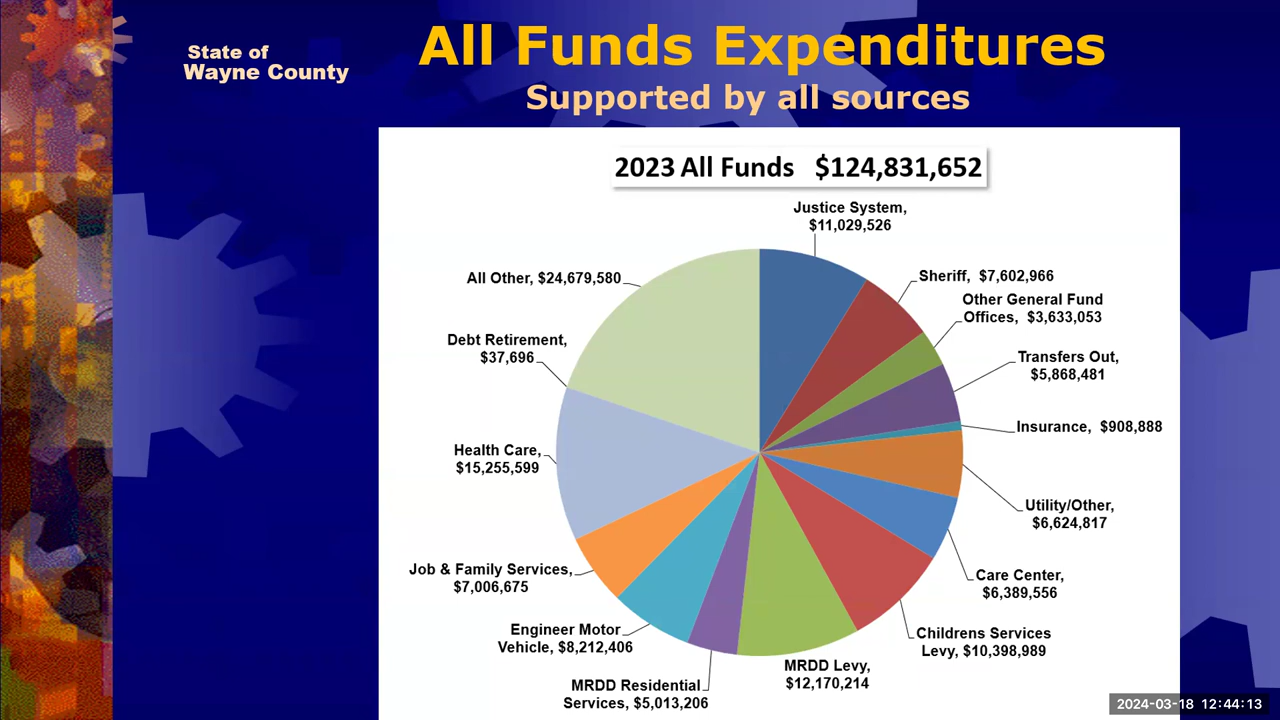 State of
Wayne County
All Funds Expenditures
Supported by all sources
2023 All Funds $124,831,652
Justice System,
$11,029,526
Sheriff, $7,602,966
Other General Fund
Offices, $3,633,053
Transfers Out,
$5,868,481
Insurance, $908,888
Utility/Other,
$6,624,817
Care Center,
$6,389,556
Childrens Services
Levy, $10,398,989
MRDD Levy,
$12,170,214
MRDD Residential
Services, $5,013,206
Engineer Motor
Vehicle, $8,212,406
Job & Family Services,
$7,006,675
Health Care,
$15,255,599
Debt Retirement,
$37,696
All Other, $24,679,580
2024-03-18 12:44:13